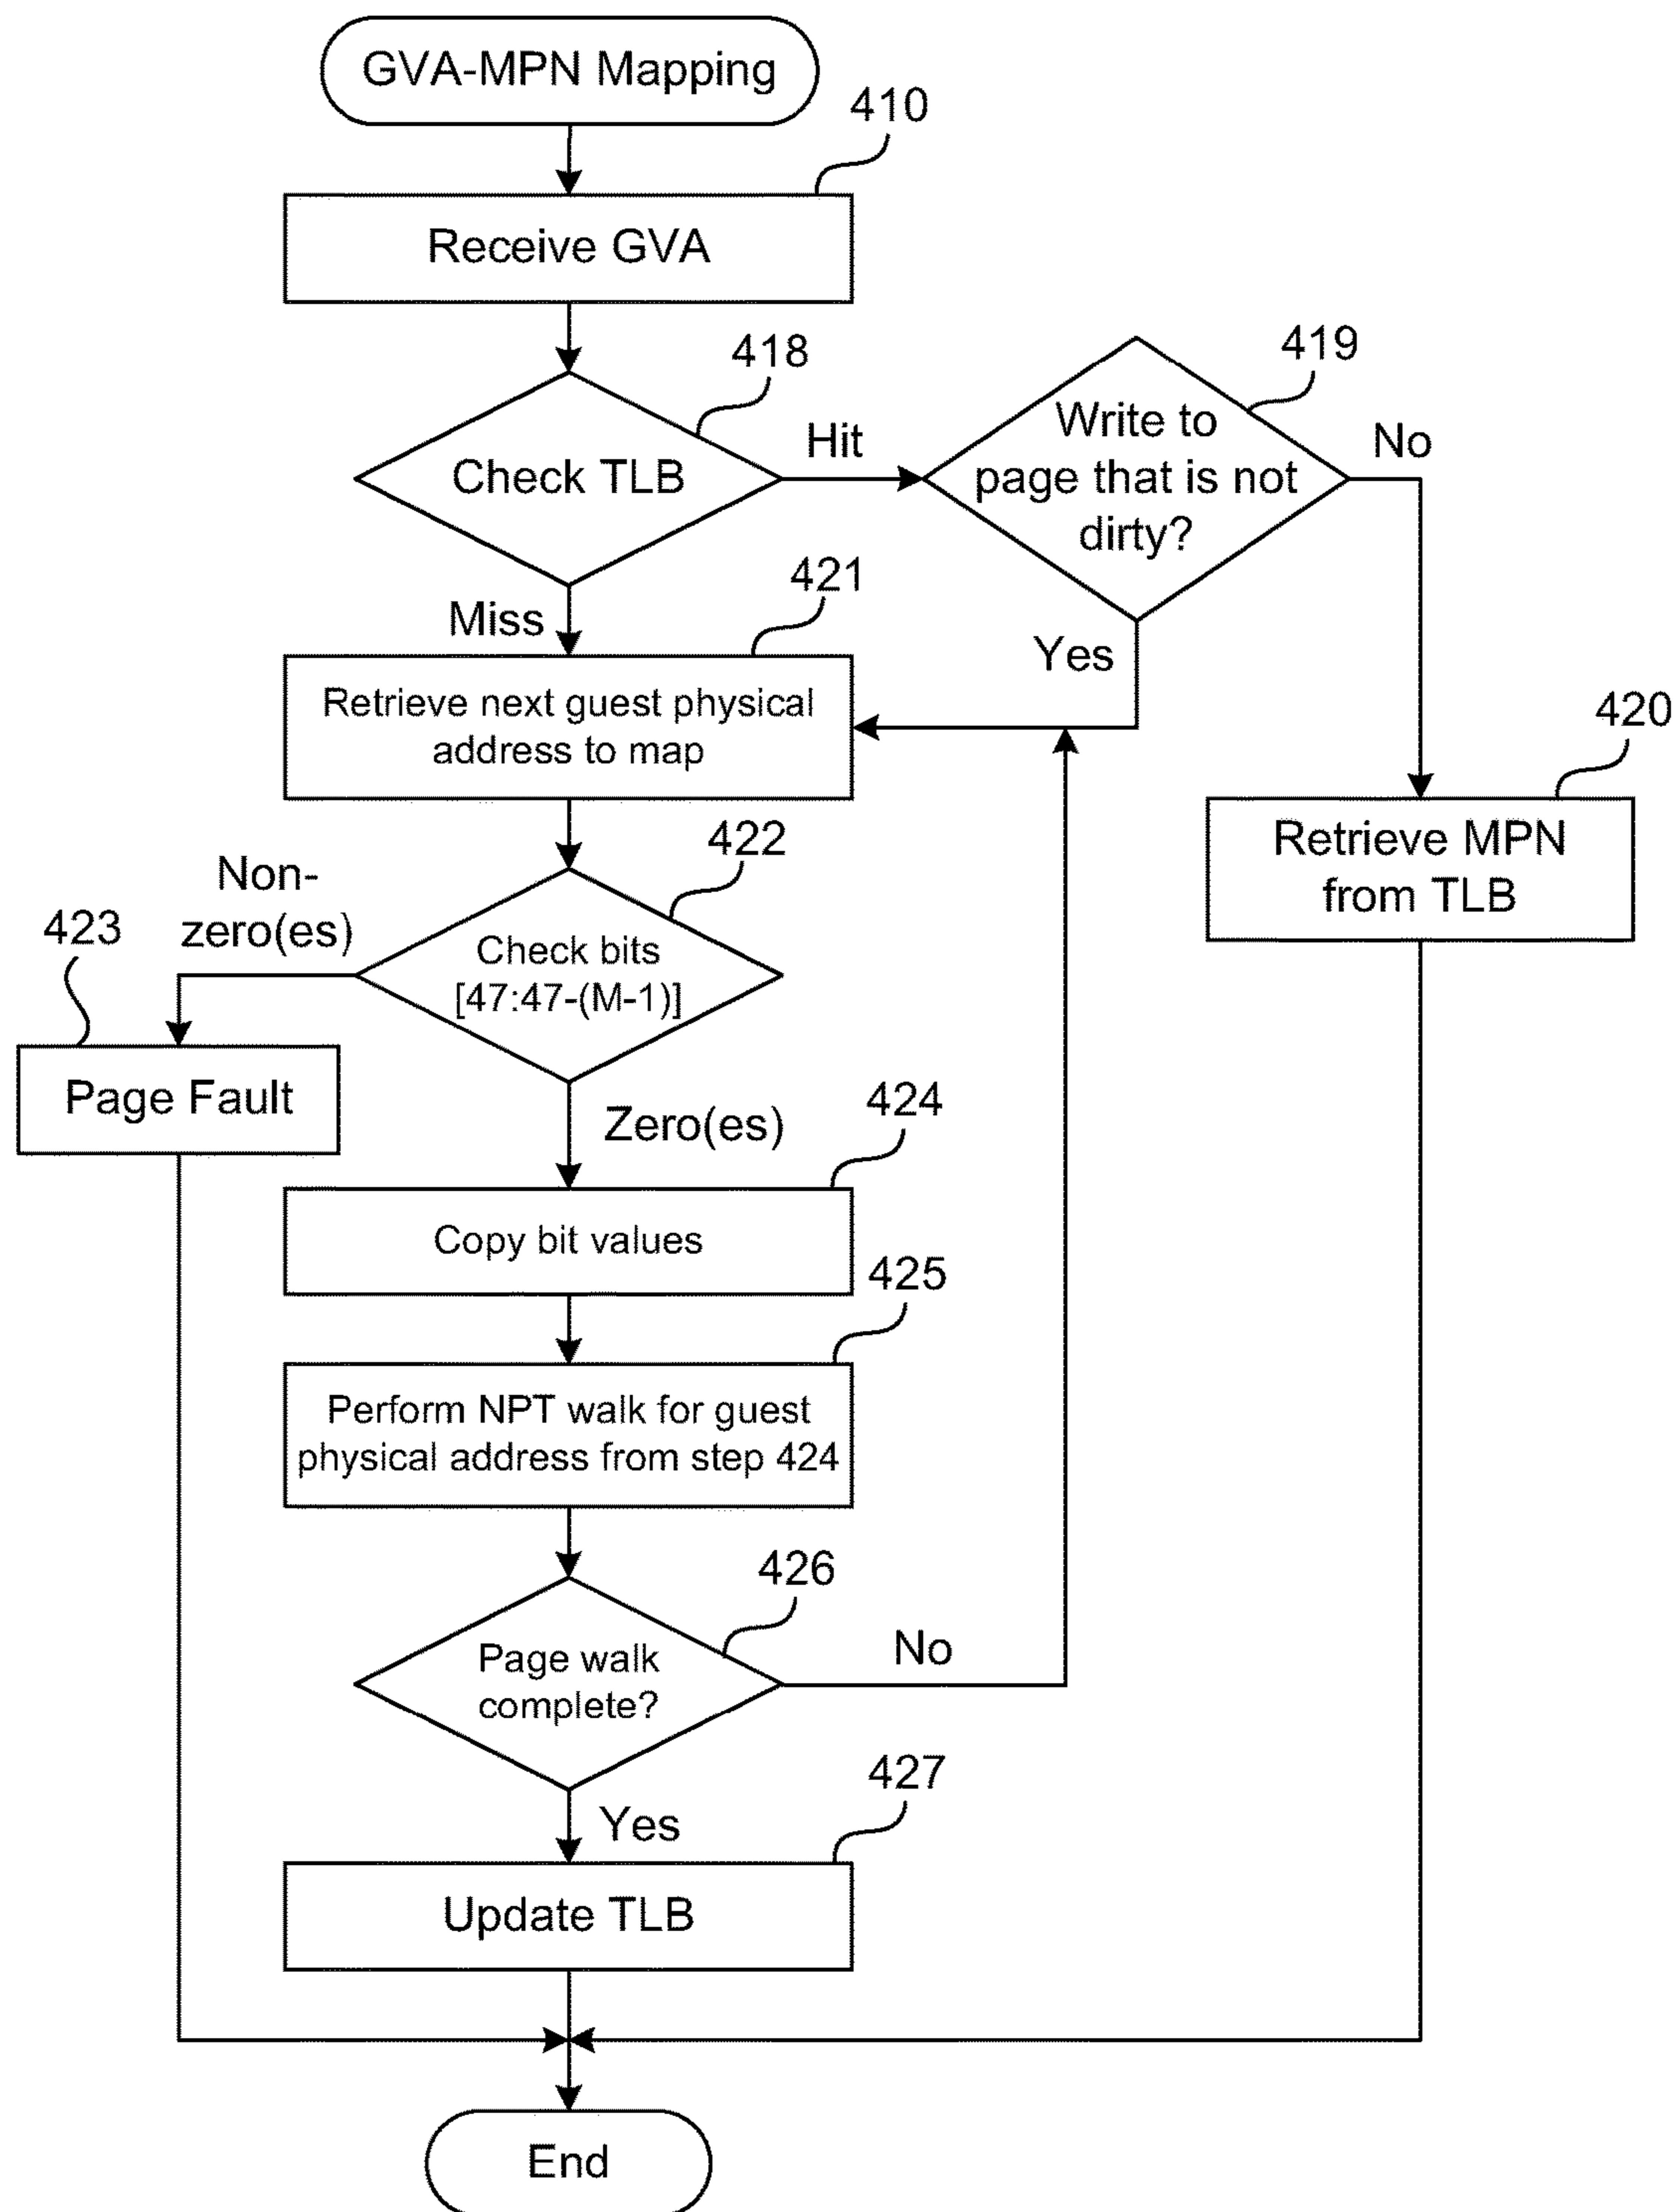 GVA-MPN Mapping
410
Receive GVA
418
419
Check TLB
Hit
Write to
page that is not
dirty?
No
Miss
421
Yes
Retrieve next guest physical
address to map
420
Retrieve MPN
from TLB
422
Non-
zero(es)
423
Check bits
[47:47-(M-1)]
Page Fault
Zero(es)
424
Copy bit values
425
Perform NPT walk for guest
physical address from step 424
426
Page walk
complete?
No
Yes
427
Update TLB
End